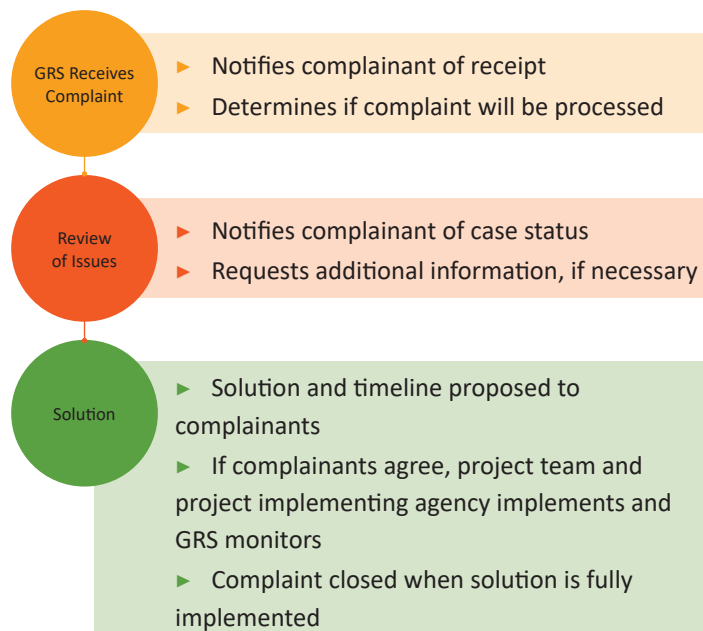 GRS Receives
Complaint
► Notifies complainant of receipt
► Determines if complaint will be processed
Review
of Issues
► Notifies complainant of case status
► Requests additional information, if necessary
Solution
► Solution and timeline proposed to
complainants
► If complainants agree, project team and
project implementing agency implements and
GRS monitors
► Complaint closed when solution is fully
implemented